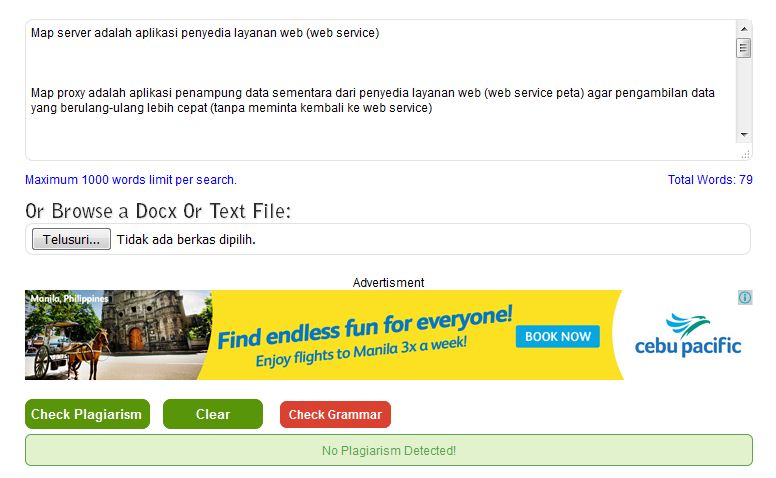 Map server adalah aplikasi penyedia layanan web (web service)
Map proxy adalah aplikasi penampung data sementara dari penyedia layanan web (web service peta) agar pengambilan data
yang berulang-ulang lebih cepat (tanpa meminta kembali ke web service)
Maximum 1000 words limit per search.
Total Words: 79
Or Browse a Docx Or Text File:
Telusuri... Tidak ada berkas dipilih.
Advertisment
Manila, Philippines
Find endless fun for everyone!
Enjoy flights to Manila 3x a week!
BOOK NOW
cebu pacific
Check Plagiarism
Clear
Check Grammar
No Plagiarism Detected!